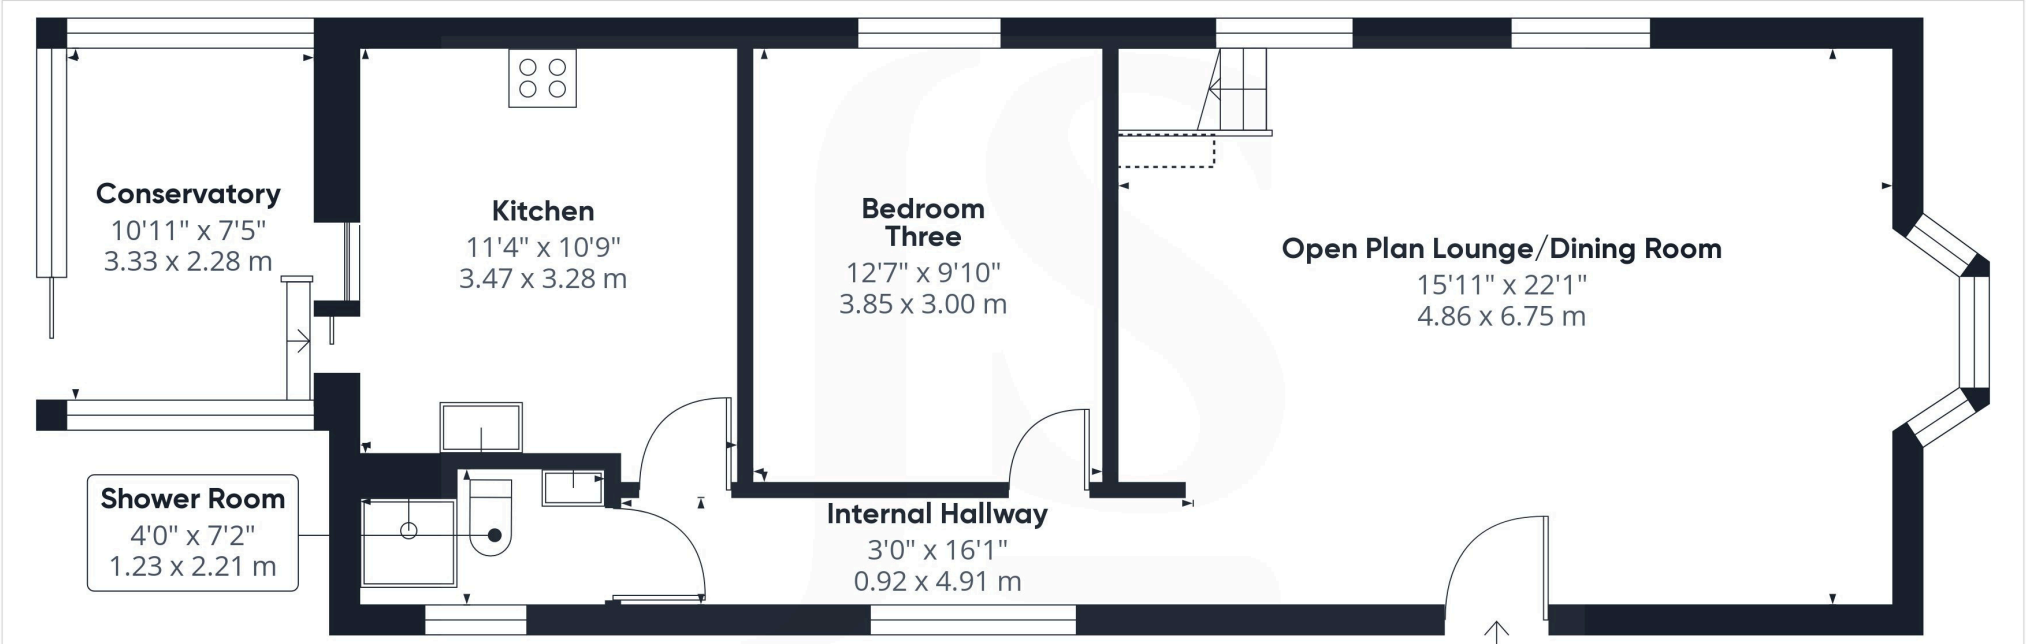 Conservatory
10'11" x 7'5"
3.33 x 2.28 m
Kitchen
11'4" x 10'9"
3.47 x 3.28 m
Bedroom
Three
12'7" x 9'10"
3.85 x 3.00 m
Open Plan Lounge/Dining Room
15'11" x 22'1"
4.86 x 6.75 m
Shower Room
4'0" x 7'2"
1.23 x 2.21 m
Internal Hallway
3'0" x 16'1"
0.92 x 4.91 m